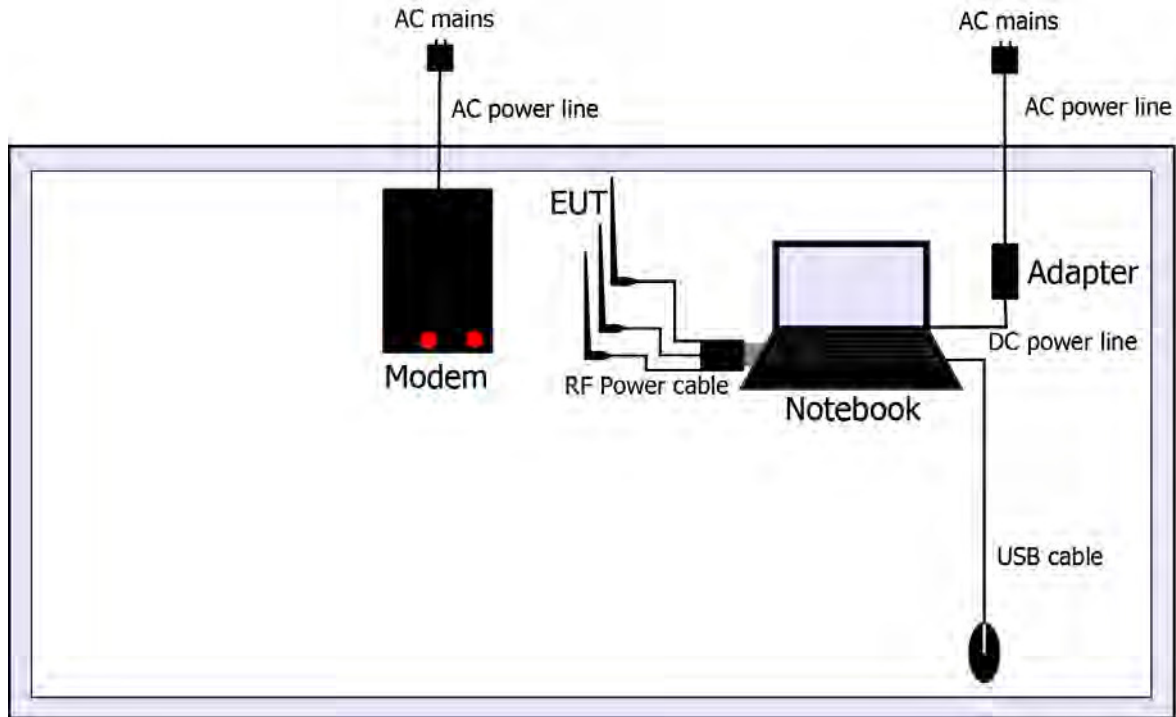 AC mains
AC mains
AC power line
AC power line
EUT
Adapter
DC power line
Modem
RF Power cable
Notebook
USB cable